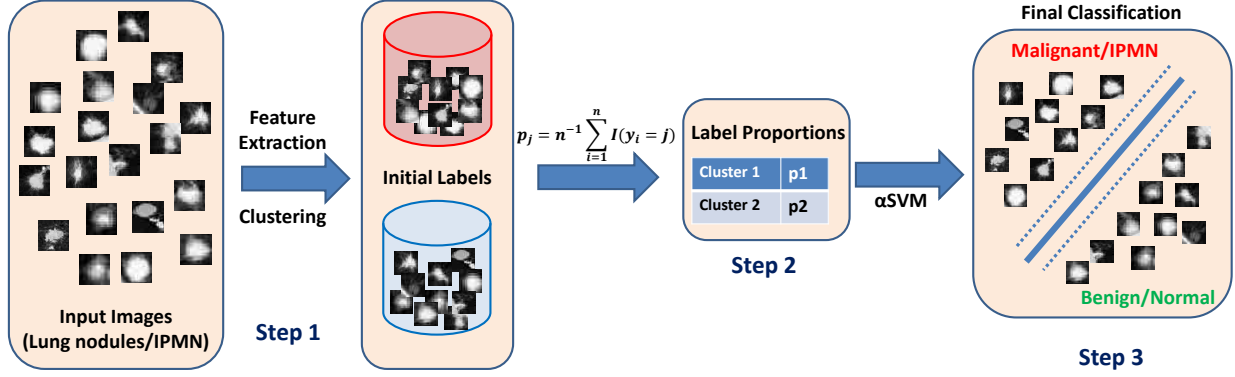 Input Images
(Lung nodules/IPMN)
Feature
Extraction
Clustering
Step 1
Initial Labels
p_j = n^{-1} \sum_{i=1}^{n} I(y_i = j)
Label Proportions
Cluster 1 p1
Cluster 2 p2
Step 2
αSVM
Final Classification
Malignant/IPMN
Benign/Normal
Step 3